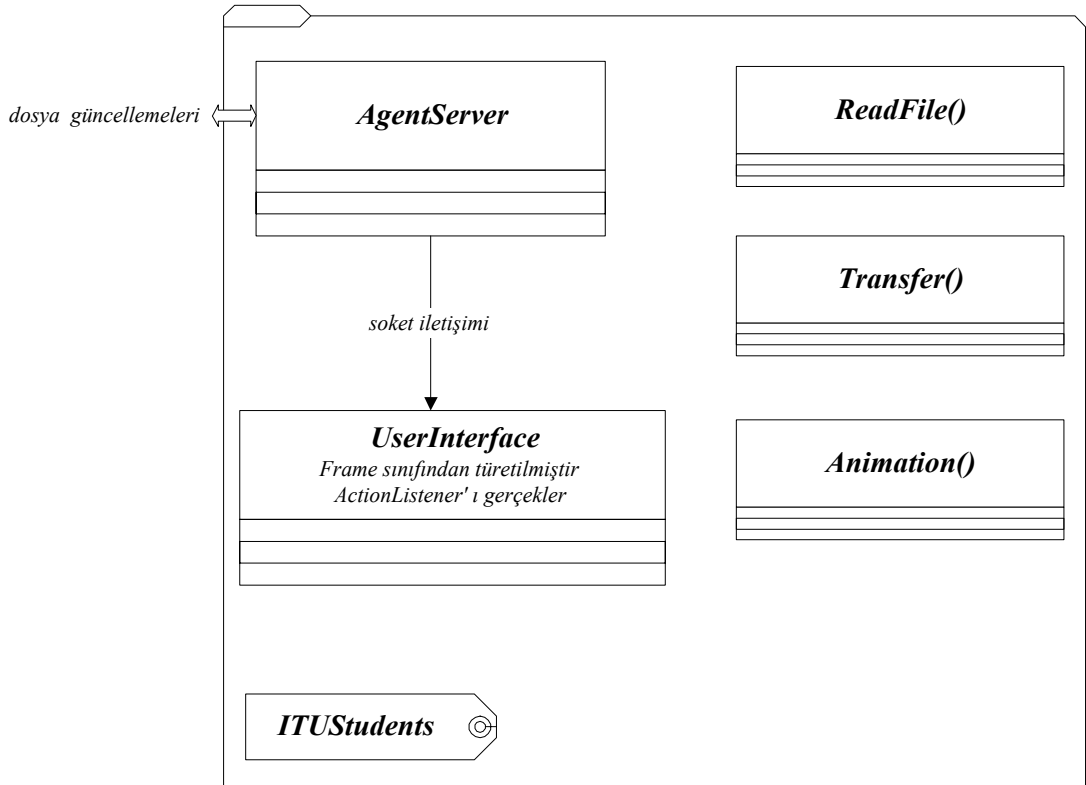 dosya güncellemeleri
AgentServer
ReadFile()
Transfer()
soket iletişimi
UserInterface
Frame sınıfından türetilmiştir
ActionListener' ı gerçekler
Animation()
ITUStudents